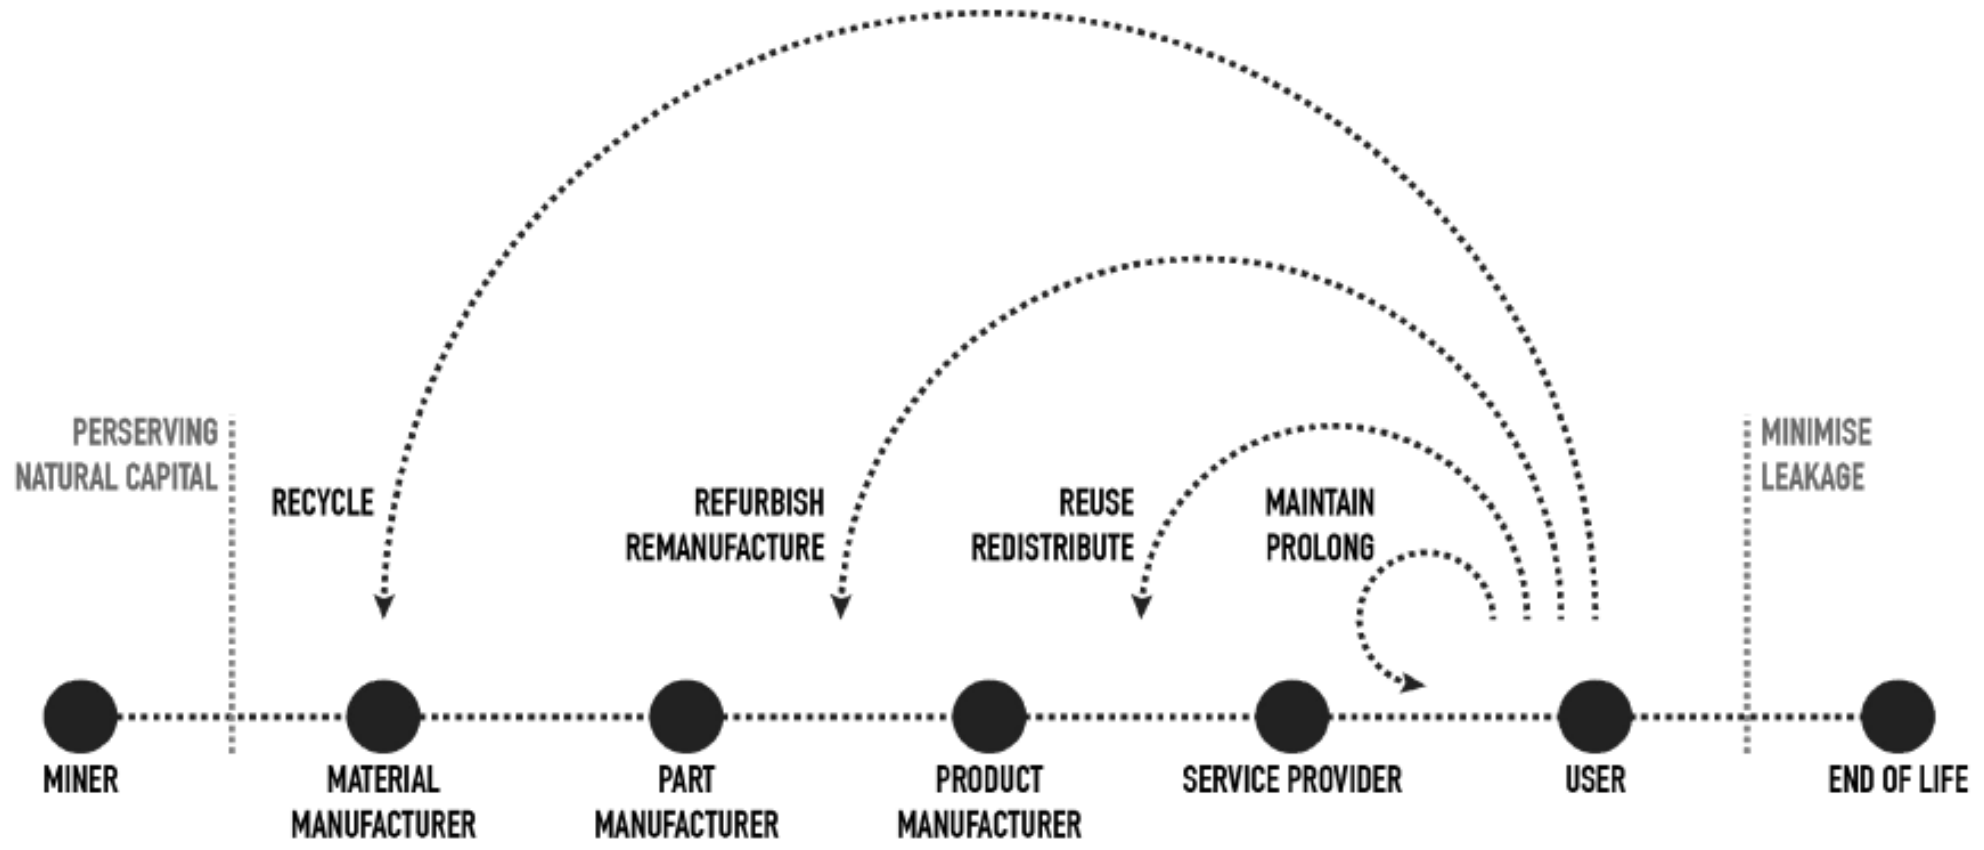 PERSERVING
NATURAL CAPITAL
RECYCLE
REFURBISH
REMANUFACTURE
REUSE
REDISTRIBUTE
MAINTAIN
PROLONG
MINIMISE
LEAKAGE
MINER
MATERIAL
MANUFACTURER
PART
MANUFACTURER
PRODUCT
MANUFACTURER
SERVICE PROVIDER
USER
END OF LIFE